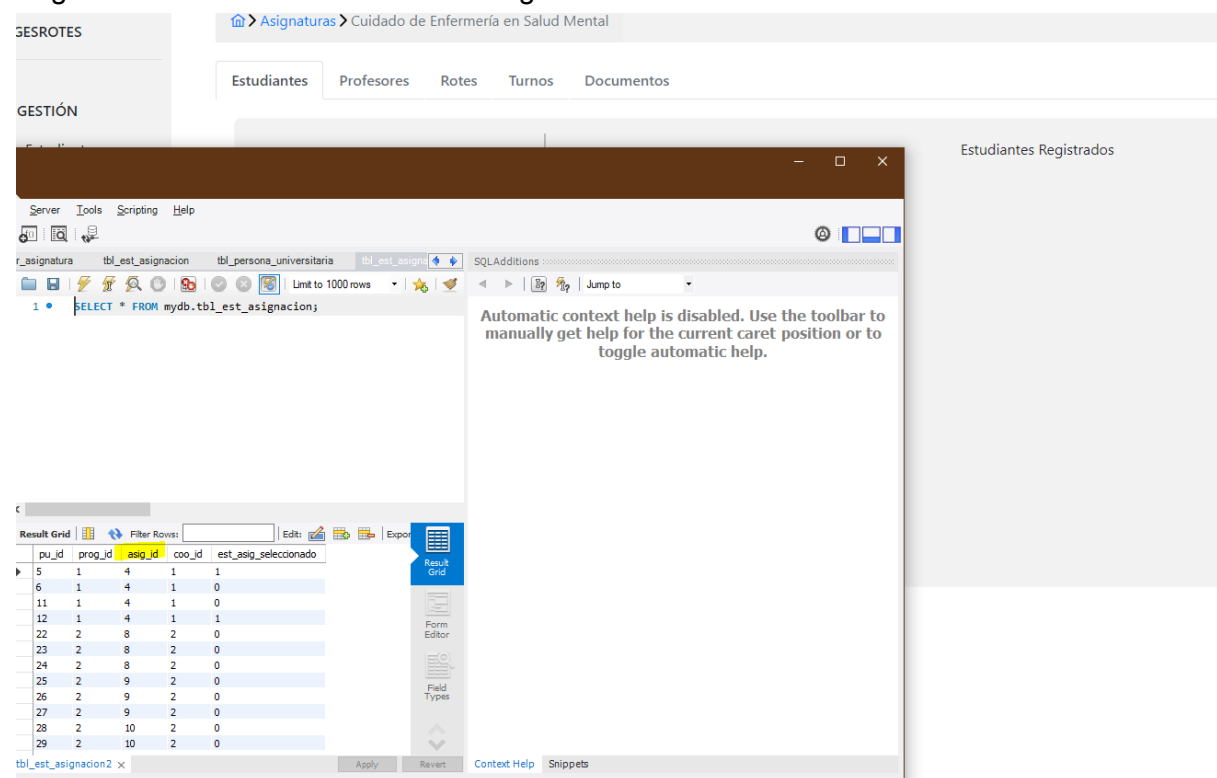 GESROTES
Asignaturas Cuidado de Enfermería en Salud Mental
Estudiantes Profesores Rotes Turnos Documentos
GESTIÓN
Estudiantes Registrados
Server Tools Scripting Help
r_asignatura tbl_est_asignacion tbl_persona_universitaria tbl_est_asigna
SQLAdditions
Limit to 1000 rows
Jump to
1 SELECT * FROM mydb.tbl_est_asignacion;
Automatic context help is disabled. Use the toolbar to
manually get help for the current caret position or to
toggle automatic help.
Result Grid Filter Rows: Edit: Expor
pu_id prog_id asig_id coo_id est_asig_seleccionado
5 1 4 1 1
6 1 4 1 0
11 1 4 1 0
12 1 4 1 1
22 2 8 2 0
23 2 8 2 0
24 2 8 2 0
25 2 9 2 0
26 2 9 2 0
27 2 9 2 0
28 2 10 2 0
29 2 10 2 0
Result
Grid
Form
Editor
Field
Types
tbl_est_asignacion2 Apply Revert
Context Help Snippets